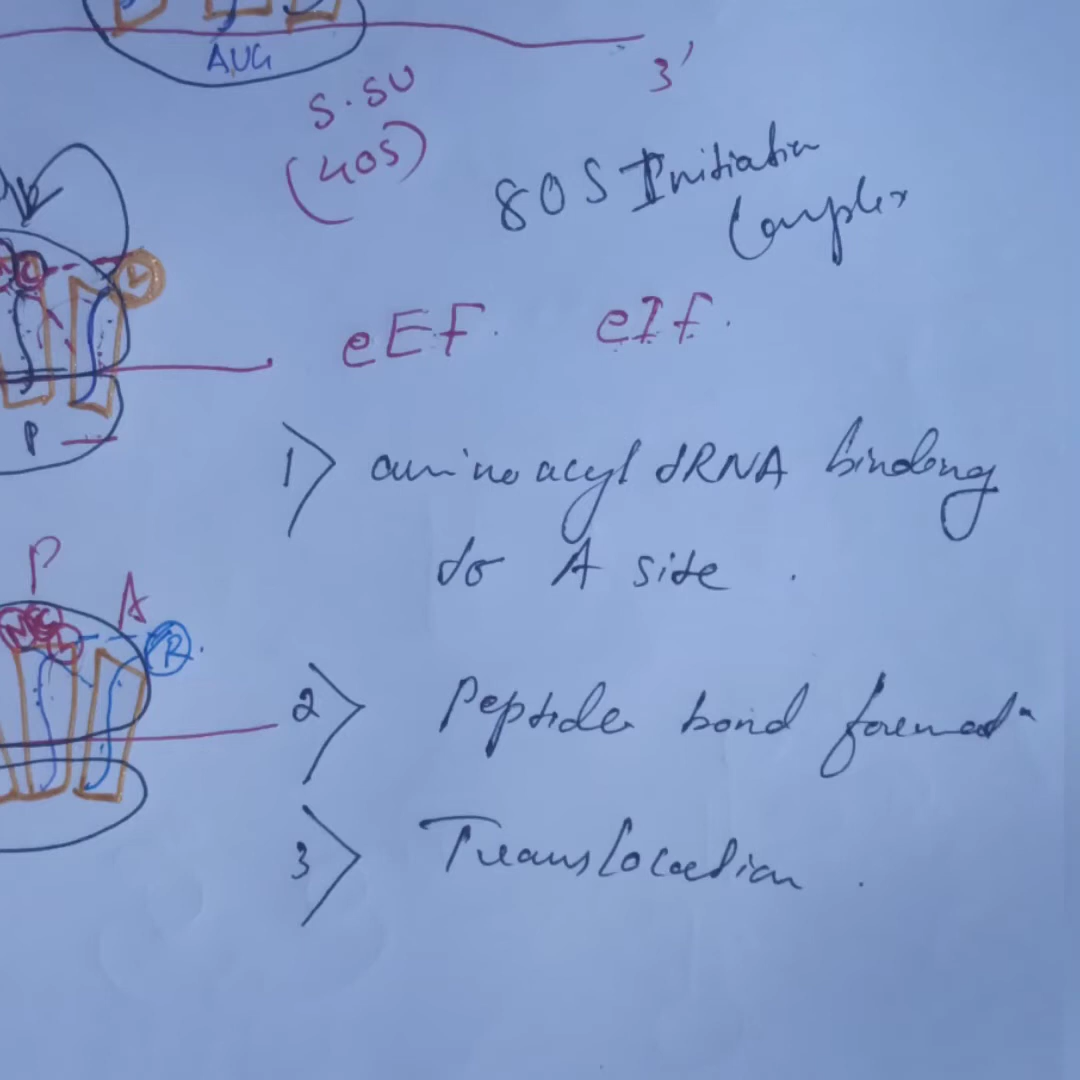 AUG
3'
S.SU
(40S)
80S Initiation
Complex
eEF. eIf.
1) aminoacyl tRNA binding
to A site.
P
P
A
R
2) Peptide bond format
3) Translocation.